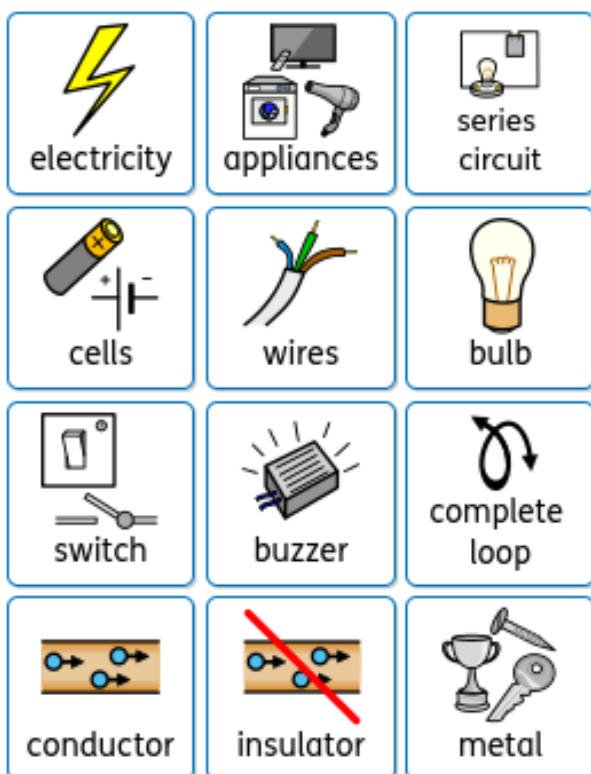 electricity
appliances
series
circuit
cells
wires
bulb
switch
buzzer
complete
loop
conductor
insulator
metal